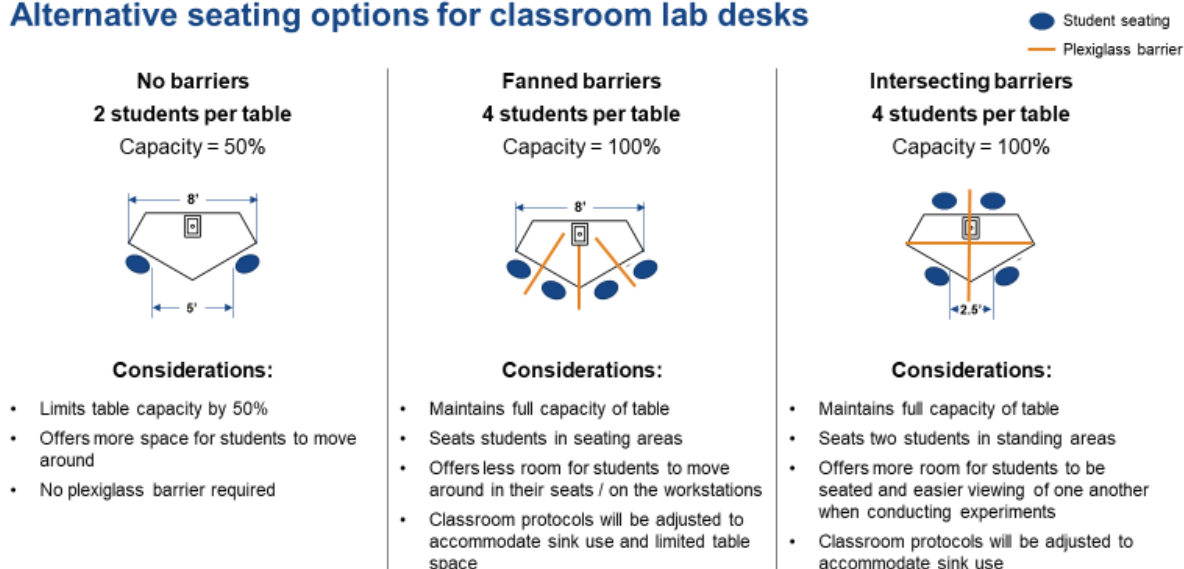 Alternative seating options for classroom lab desks
Student seating
Plexiglass barrier
No barriers
2 students per table
Capacity = 50%
8'
5'
Considerations:
• Limits table capacity by 50%
• Offers more space for students to move
around
• No plexiglass barrier required
Fanned barriers
4 students per table
Capacity = 100%
8'
Considerations:
• Maintains full capacity of table
• Seats students in seating areas
• Offers less room for students to move
around in their seats / on the workstations
• Classroom protocols will be adjusted to
accommodate sink use and limited table
space
Intersecting barriers
4 students per table
Capacity = 100%
2.5'
Considerations:
• Maintains full capacity of table
• Seats two students in standing areas
• Offers more room for students to be
seated and easier viewing of one another
when conducting experiments
• Classroom protocols will be adjusted to
accommodate sink use